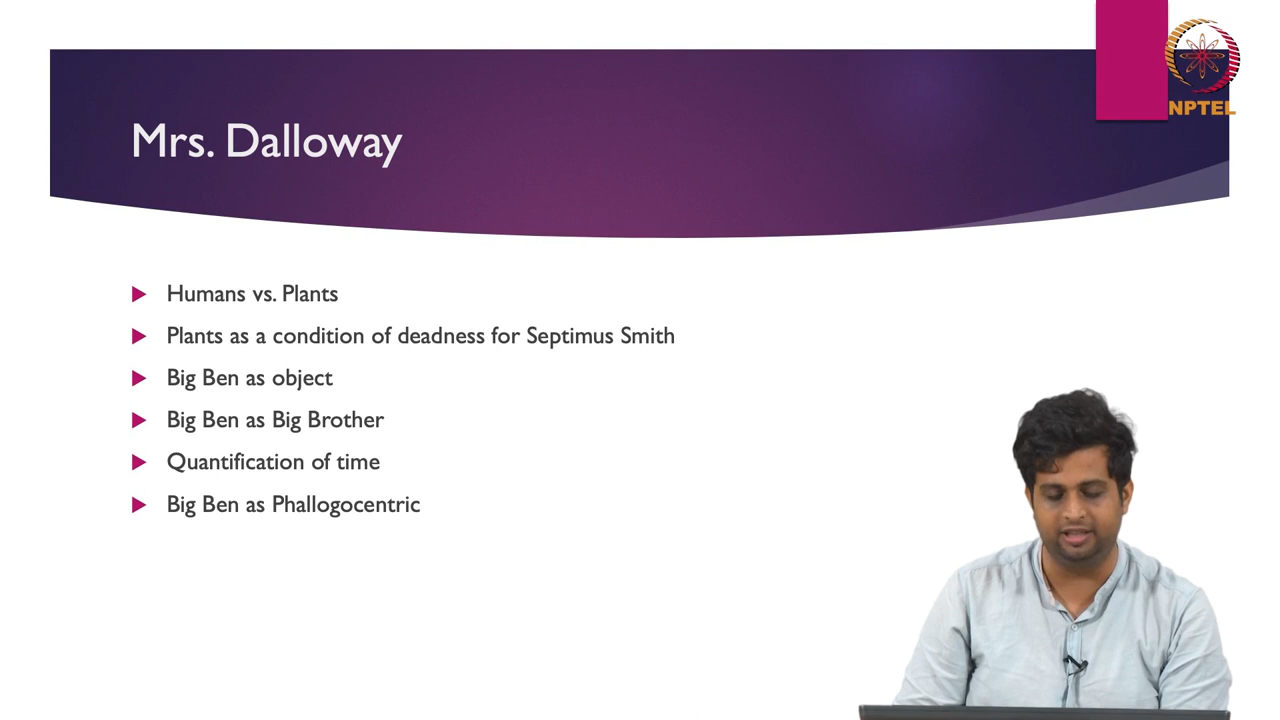 NPTEL
Mrs. Dalloway
Humans vs. Plants
Plants as a condition of deadness for Septimus Smith
Big Ben as object
Big Ben as Big Brother
Quantification of time
Big Ben as Phallogocentric